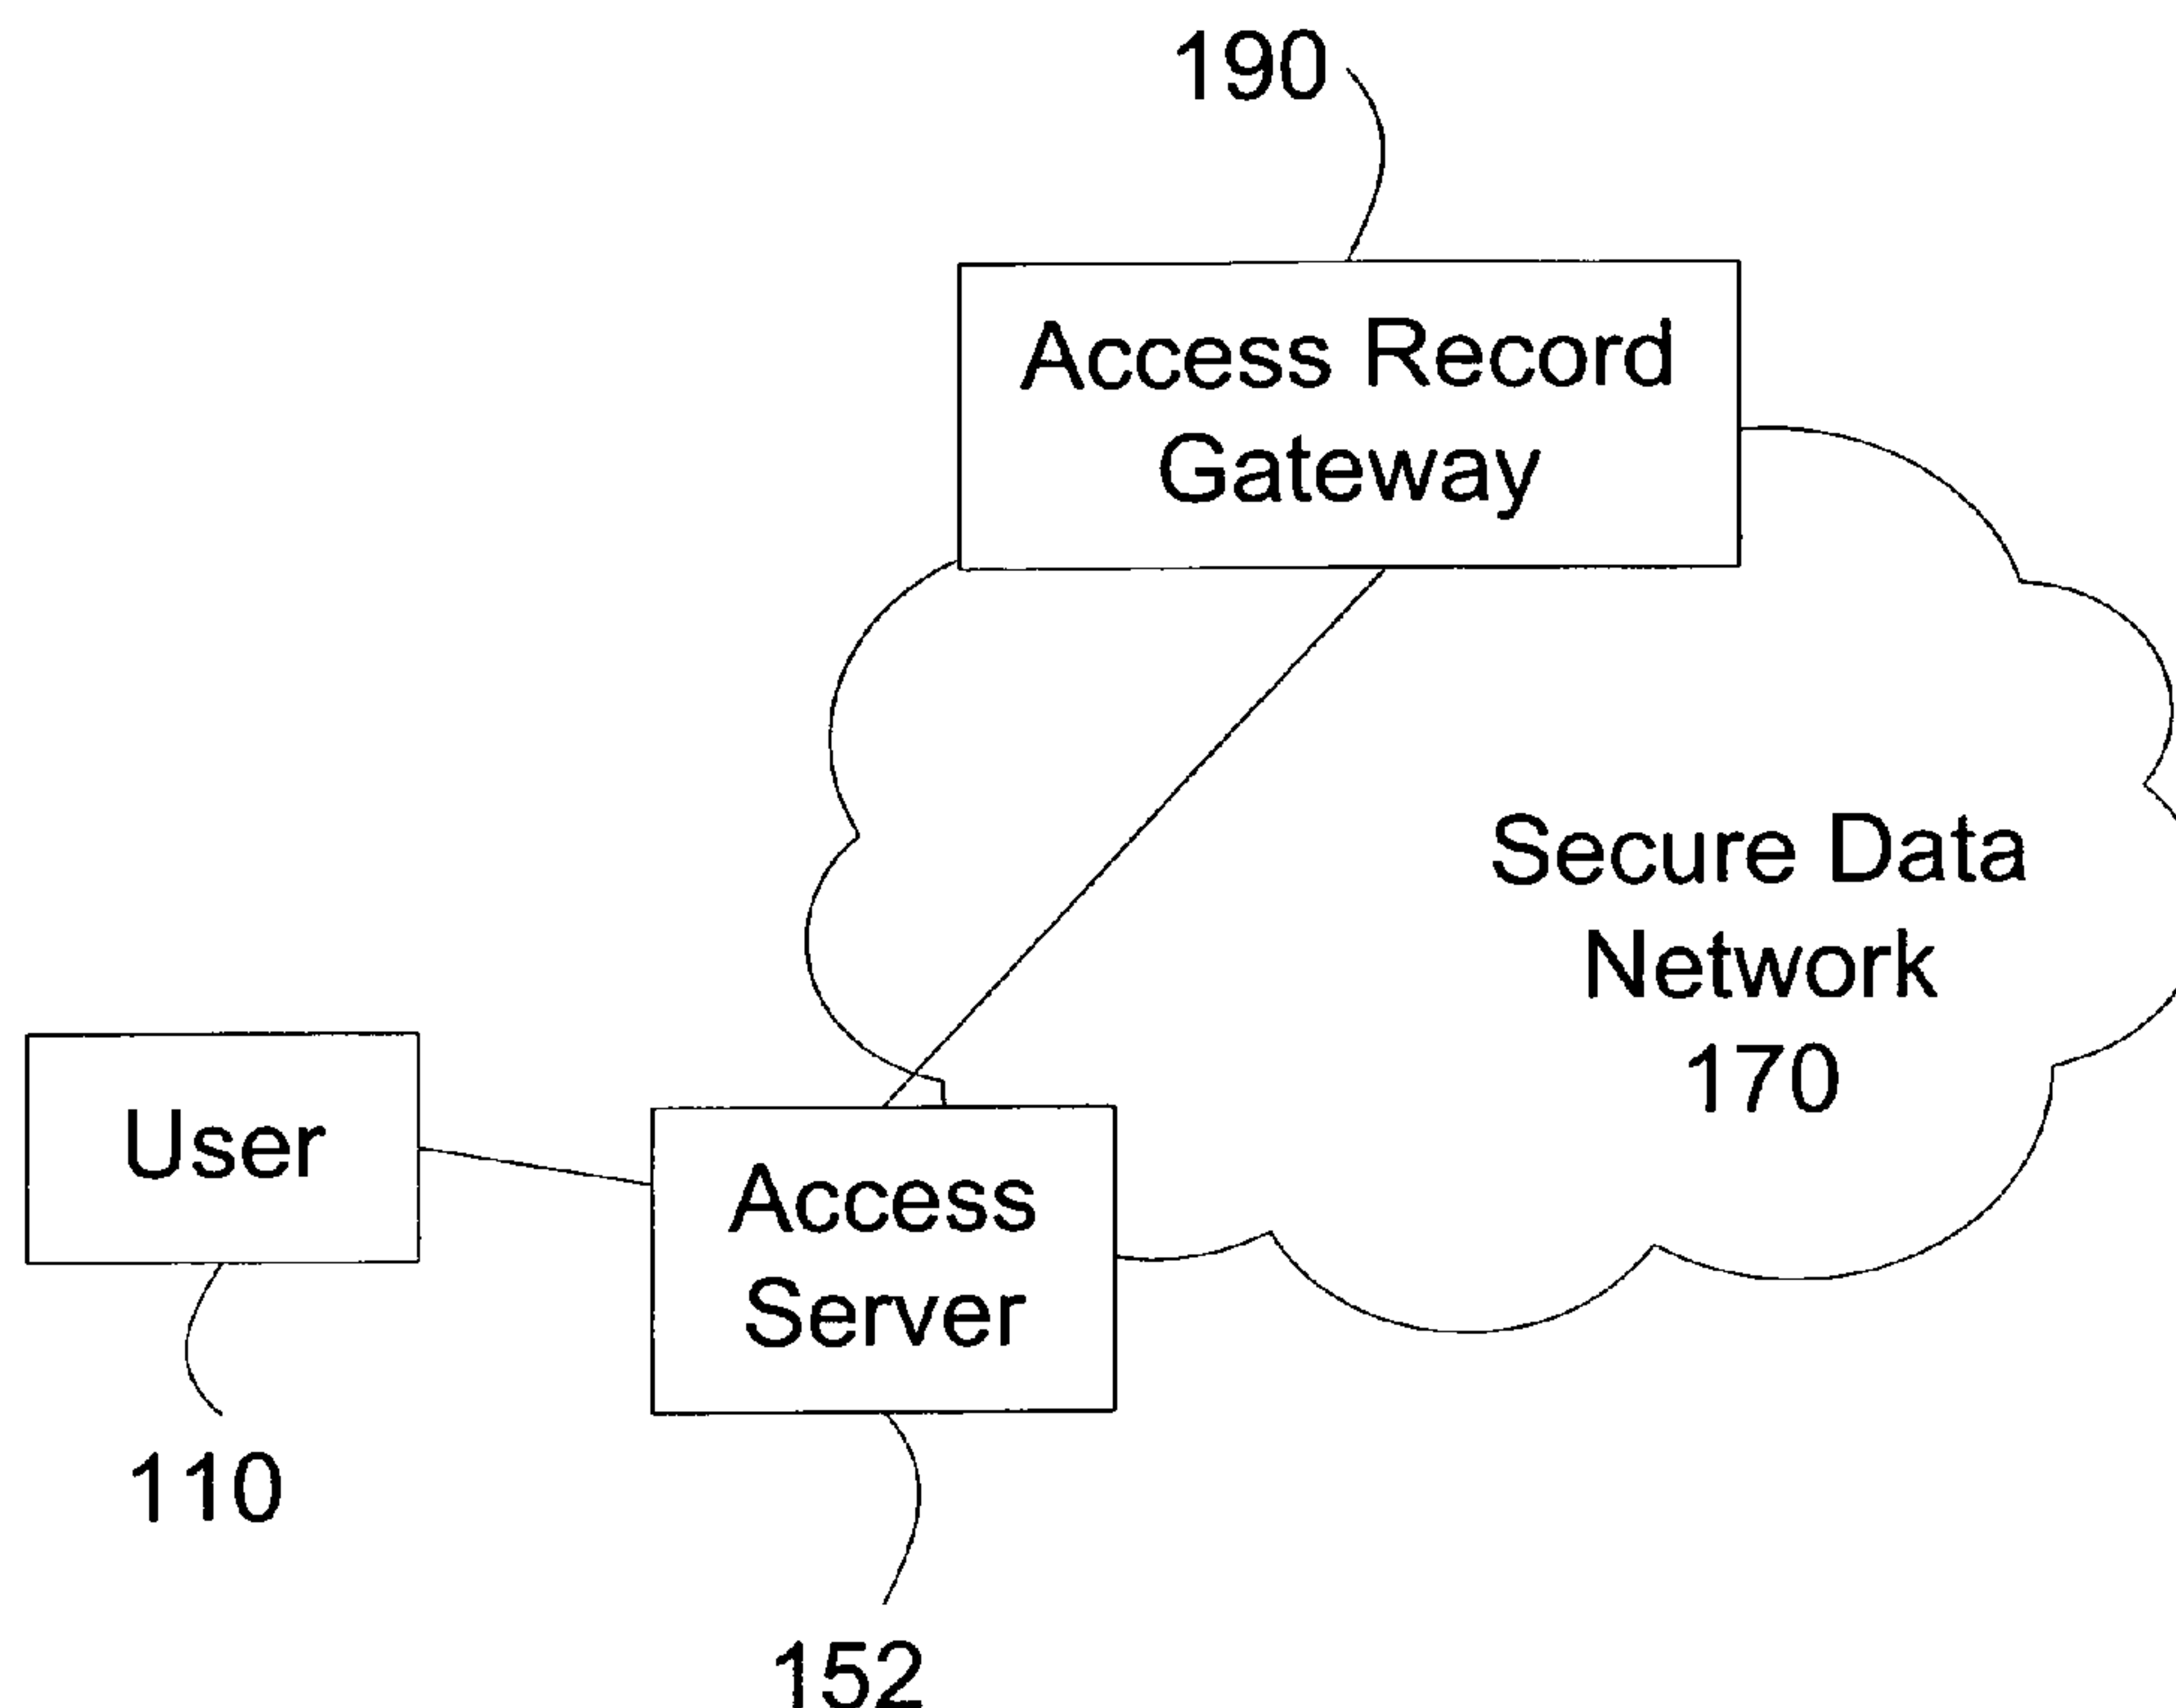 190
Access Record
Gateway
Secure Data
Network
170
User
Access
Server
110
152